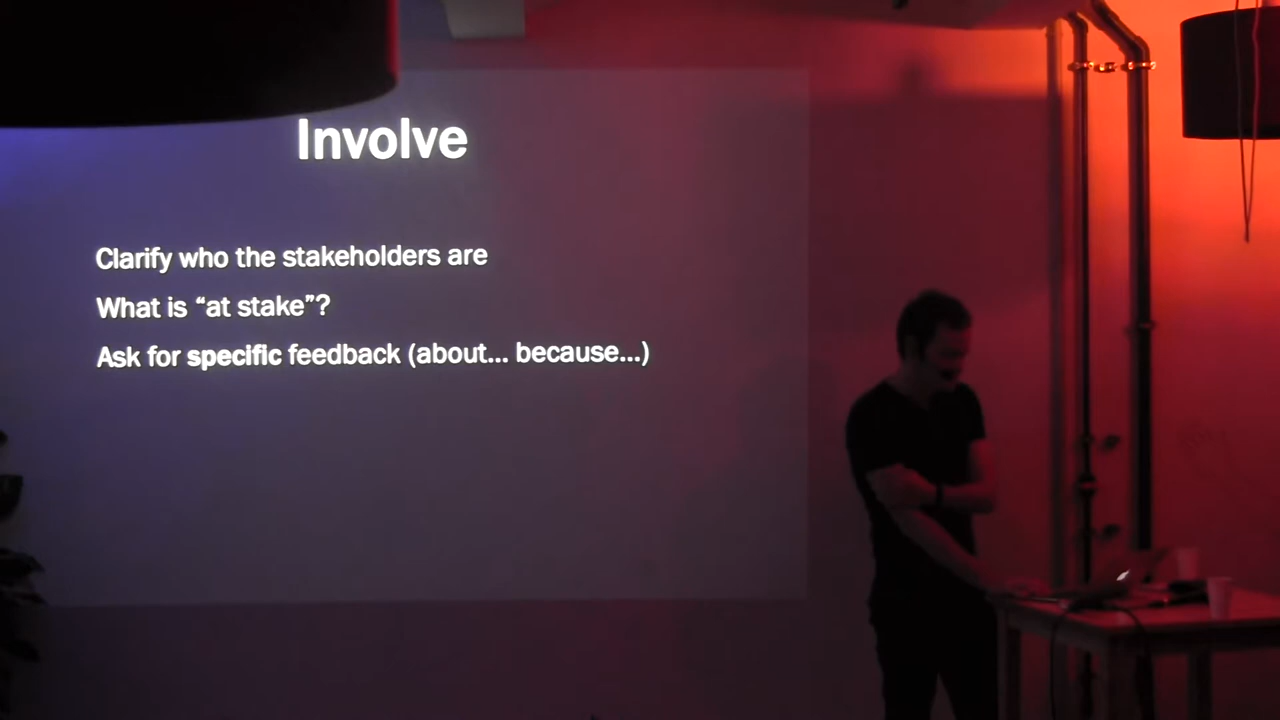 Involve
Clarify who the stakeholders are
What is “at stake”?
Ask for specific feedback (about... because...)